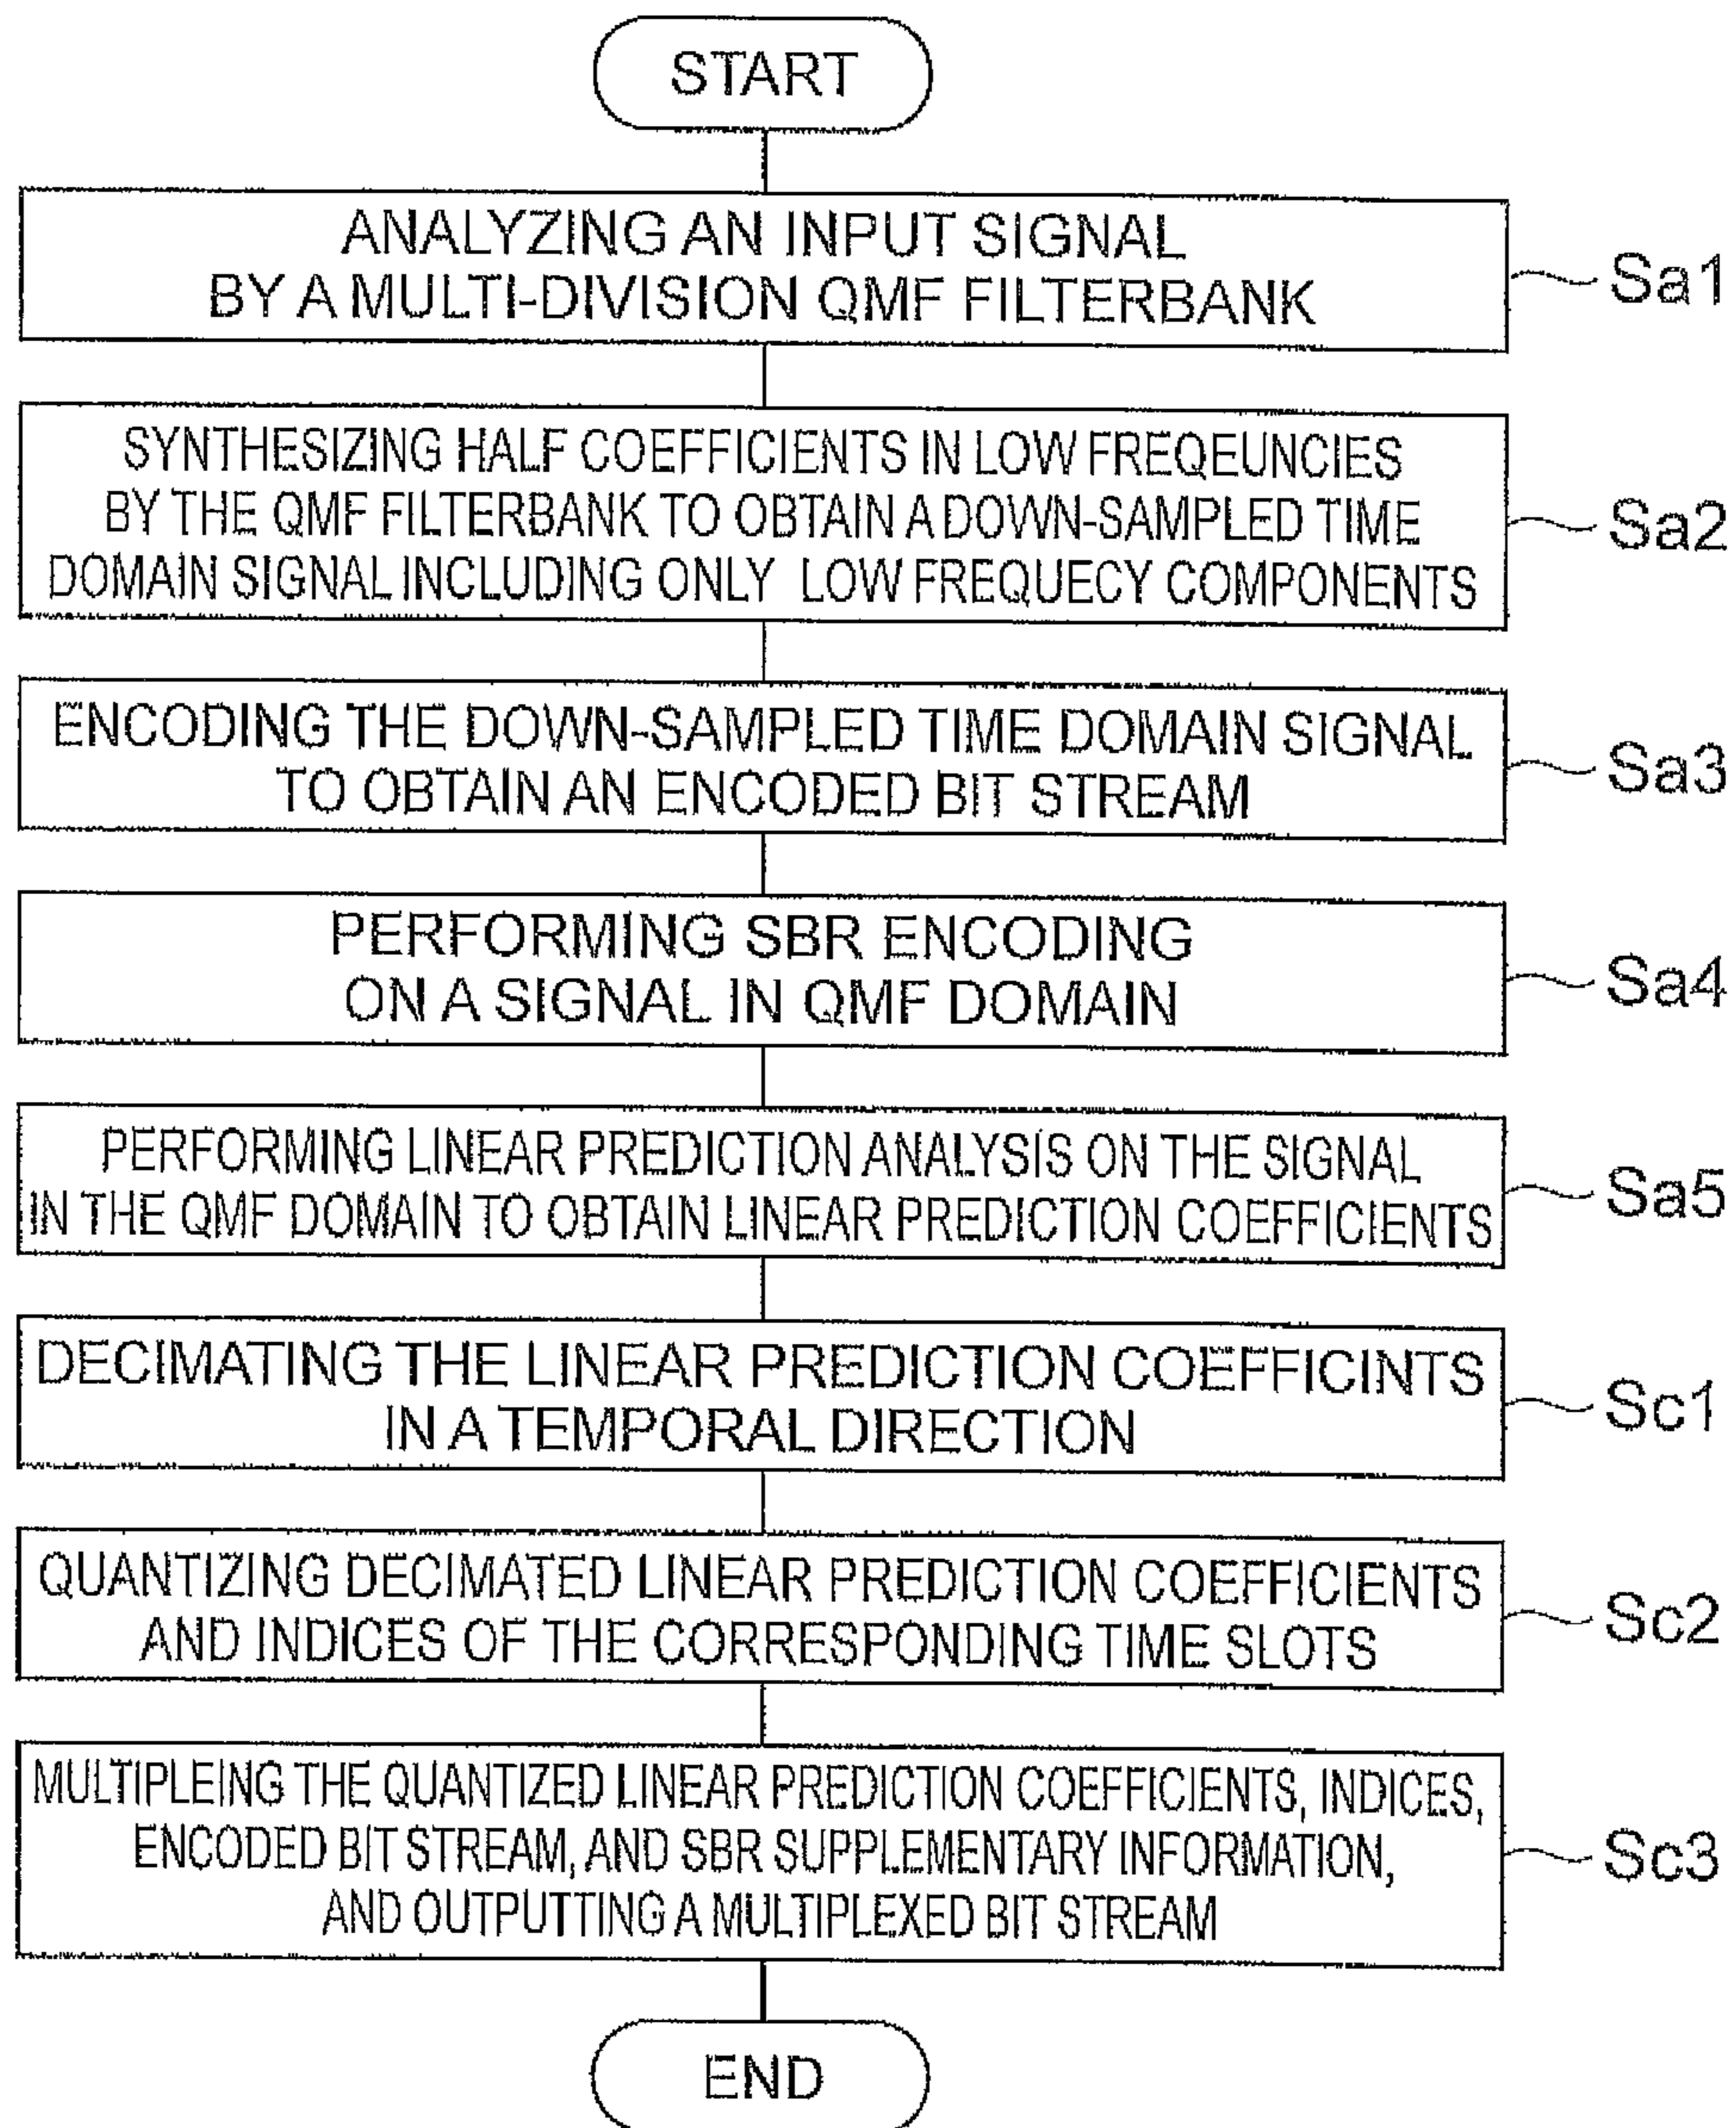 START
ANALYZING AN INPUT SIGNAL
BY A MULTI-DIVISION QMF FILTERBANK
Sa1
SYNTHESIZING HALF COEFFICIENTS IN LOW FREQEUNCIES
BY THE QMF FILTERBANK TO OBTAIN A DOWN-SAMPLED TIME
DOMAIN SIGNAL INCLUDING ONLY LOW FREQUECY COMPONENTS
Sa2
ENCODING THE DOWN-SAMPLED TIME DOMAIN SIGNAL
TO OBTAIN AN ENCODED BIT STREAM
Sa3
PERFORMING SBR ENCODING
ON A SIGNAL IN QMF DOMAIN
Sa4
PERFORMING LINEAR PREDICTION ANALYSIS ON THE SIGNAL
IN THE QMF DOMAIN TO OBTAIN LINEAR PREDICTION COEFFICIENTS
Sa5
DECIMATING THE LINEAR PREDICTION COEFFICINTS
IN A TEMPORAL DIRECTION
Sc1
QUANTIZING DECIMATED LINEAR PREDICTION COEFFICIENTS
AND INDICES OF THE CORRESPONDING TIME SLOTS
Sc2
MULTIPLEING THE QUANTIZED LINEAR PREDICTION COEFFICIENTS, INDICES,
ENCODED BIT STREAM, AND SBR SUPPLEMENTARY INFORMATION,
AND OUTPUTTING A MULTIPLEXED BIT STREAM
Sc3
END